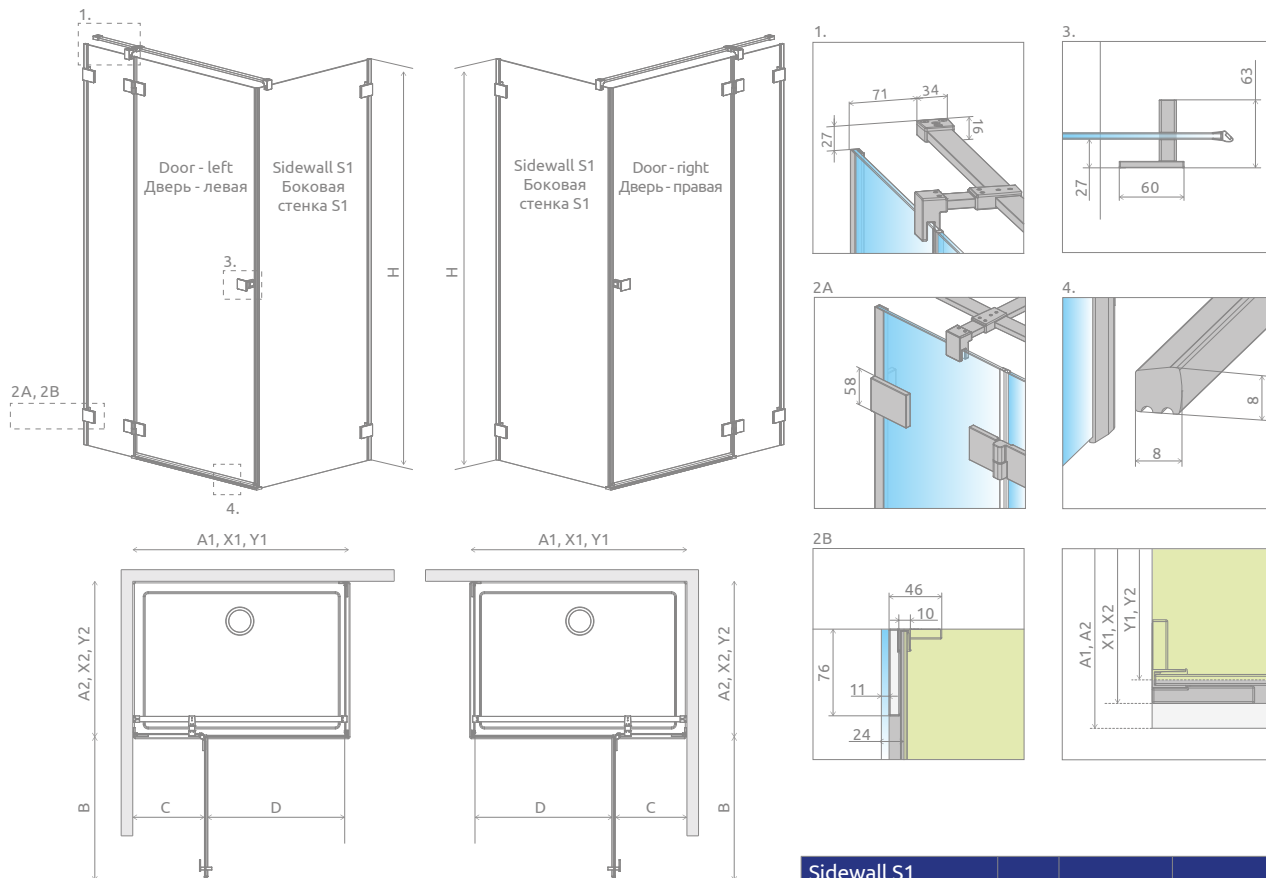 1.
Door - left
Дверь - левая
Sidewall S1
Боковая
стенка S1
H
3.
2A, 2B
4.
Sidewall S1
Боковая
стенка S1
Door - right
Дверь - правая
H
1.
71
34
16
27
3.
63
27
60
2A
58
4.
8
8
A1, X1, Y1
A2, X2, Y2
B
C
D
A1, X1, Y1
A2, X2, Y2
B
D
C
2B
46
10
76
11
24
A1, A2
X1, X2
Y1, Y2
Sidewall S1